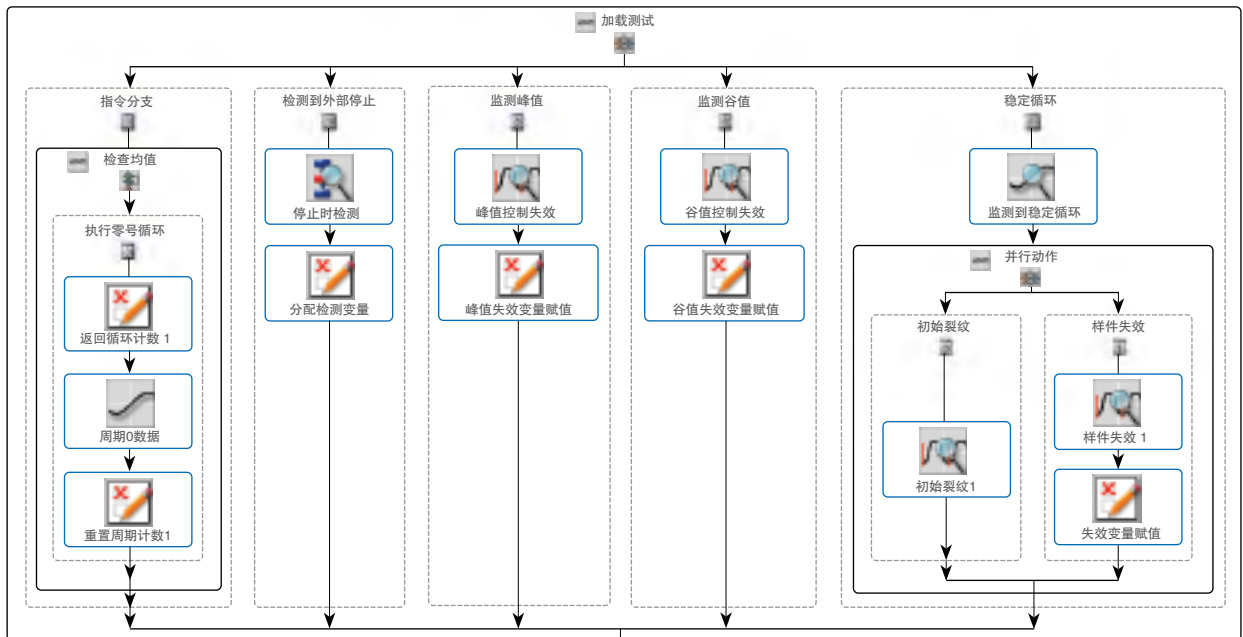 加载测试
指令分支
检查均值
执行零号循环
返回循环计数 1
周期0数据
重置周期计数1
检测到外部停止
停止时检测
分配检测变量
监测峰值
峰值控制失效
峰值失效变量赋值
监测谷值
谷值控制失效
谷值失效变量赋值
稳定循环
监测到稳定循环
并行动作
初始裂纹
初始裂纹1
样件失效
样件失效 1
失效变量赋值